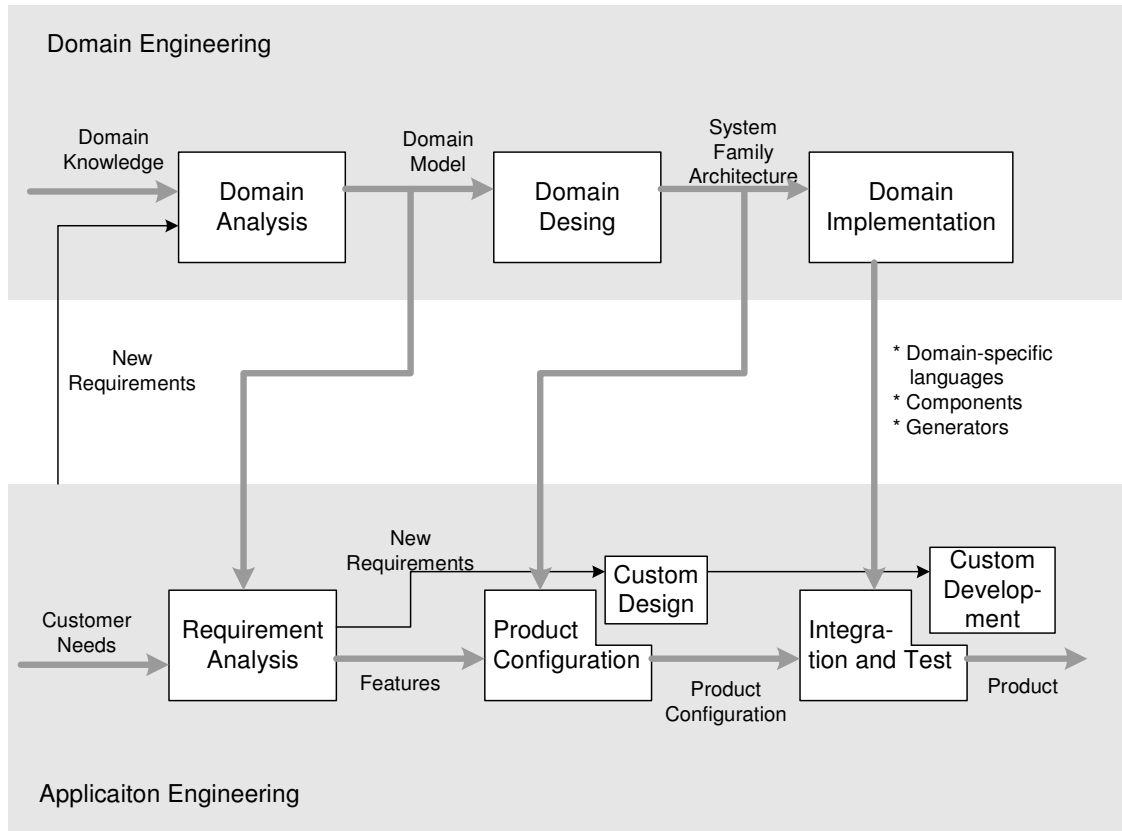 Domain Engineering
Domain
Knowledge
Domain
Analysis
Domain
Model
Domain
Desing
System
Family
Architecture
Domain
Implementation
New
Requirements
* Domain-specific
languages
* Components
* Generators
New
Requirements
Custom
Design
Custom
Develop-
ment
Customer
Needs
Requirement
Analysis
Features
Product
Configuration
Product
Configuration
Integra-
tion and Test
Product
Applicaiton Engineering